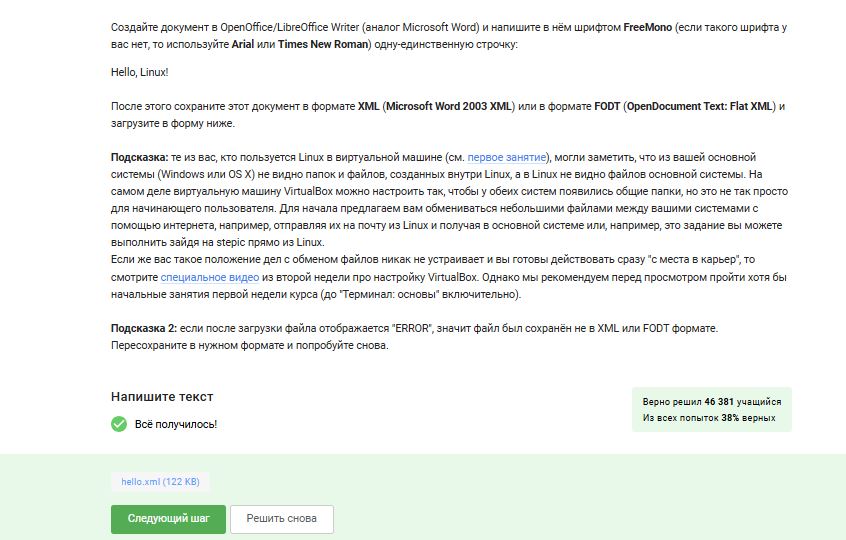 Создайте документ в OpenOffice/LibreOffice Writer (аналог Microsoft Word) и напишите в нём шрифтом FreeMono (если такого шрифта у
вас нет, то используйте Arial или Times New Roman) одну-единственную строчку:
Hello, Linux!
После этого сохраните этот документ в формате XML (Microsoft Word 2003 XML) или в формате FODT (OpenDocument Text: Flat XML) и
загрузите в форму ниже.
Подсказка: те из вас, кто пользуется Linux в виртуальной машине (см. первое занятие), могли заметить, что из вашей основной
системы (Windows или OS X) не видно папок и файлов, созданных внутри Linux, а в Linux не видно файлов основной системы. На
самом деле виртуальную машину VirtualBox можно настроить так, чтобы у обеих систем появились общие папки, но это не так просто
для начинающего пользователя. Для начала предлагаем вам обмениваться небольшими файлами между вашими системами с
помощью интернета, например, отправляя их на почту из Linux и получая в основной системе или, например, это задание вы можете
выполнить зайдя на stepic прямо из Linux.
Если же вас такое положение дел с обменом файлов никак не устраивает и вы готовы действовать сразу "с места в карьер", то
смотрите специальное видео из второй недели про настройку VirtualBox. Однако мы рекомендуем перед просмотром пройти хотя бы
начальные занятия первой недели курса (до "Терминал: основы" включительно).
Подсказка 2: если после загрузки файла отображается "ERROR", значит файл был сохранён не в XML или FODT формате.
Пересохраните в нужном формате и попробуйте снова.
Напишите текст
Верно решил 46 381 учащийся
Из всех попыток 38% верных
Всё получилось!
hello.xml (122 KB)
Следующий шаг
Решить снова